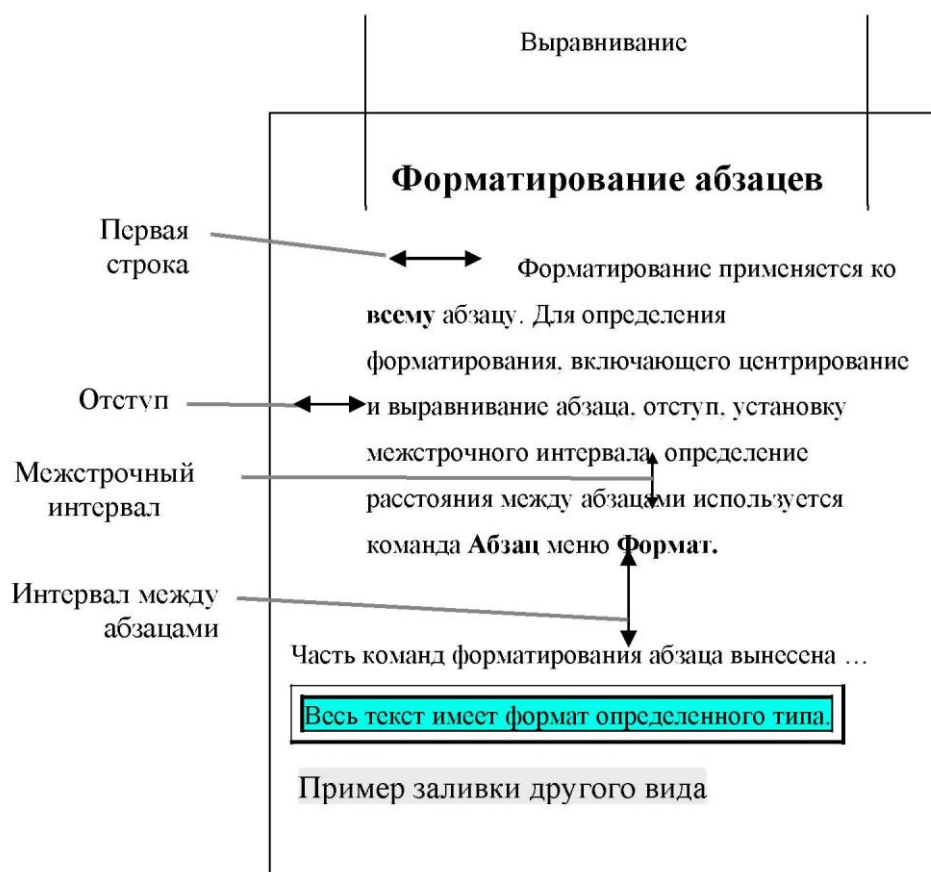 Выравнивание
Форматирование абзацев
Первая
строка
Форматирование применяется ко
всему абзацу. Для определения
форматирования, включающего центрирование
Отступ
и выравнивание абзаца, отступ, установку
Межстрочный
интервал
межстрочного интервала, определение
расстояния между абзацами используется
команда Абзац меню Формат.
Интервал между
абзацами
Часть команд форматирования абзаца вынесена …
Весь текст имеет формат определенного типа.
Пример заливки другого вида